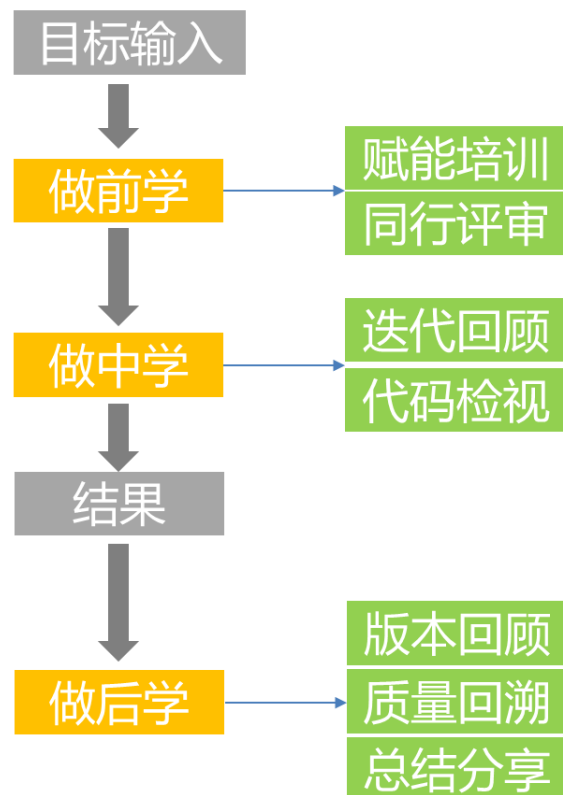 目标输入
做前学
赋能培训
同行评审
做中学
迭代回顾
代码检视
结果
做后学
版本回顾
质量回溯
总结分享